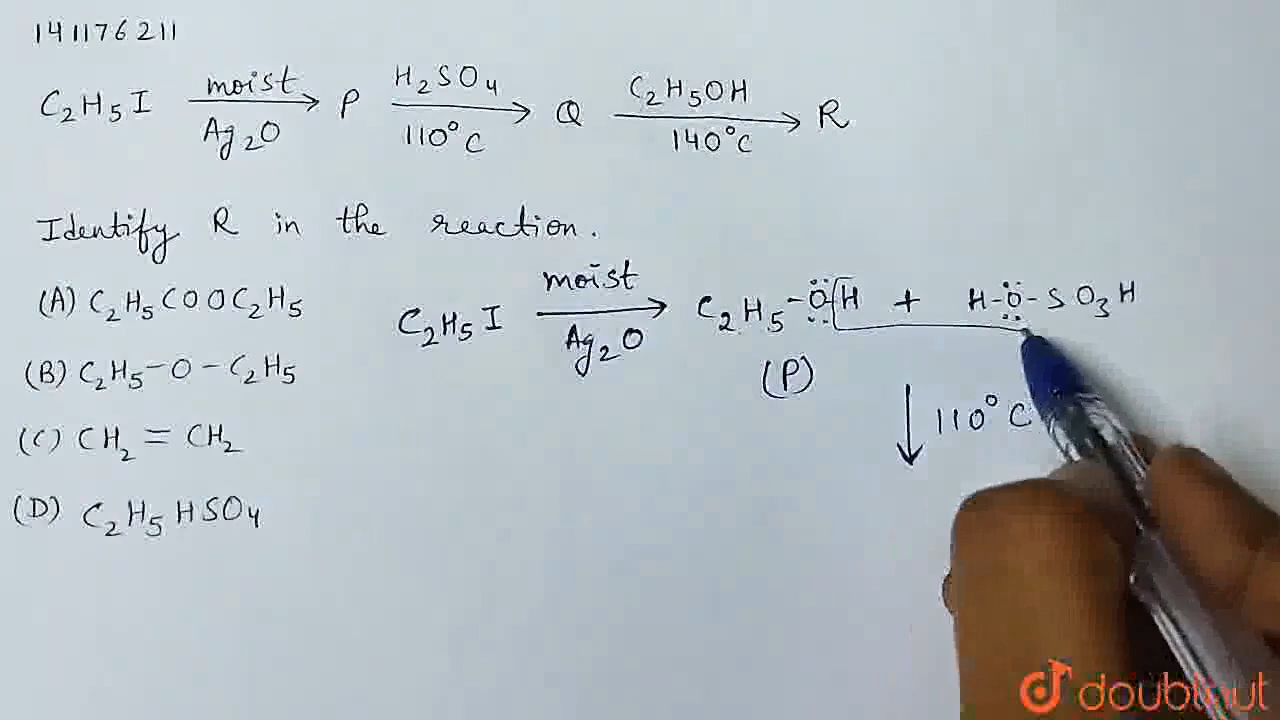 141176211
C₂H₅I moist Ag₂O → P H₂SO₄ 110°C → Q C₂H₅OH 140°C → R
Identify R in the reaction.
(A) C₂H₅COOC₂H₅
(B) C₂H₅-O-C₂H₅
(C) CH₂=CH₂
(D) C₂H₅HSO₄
C₂H₅I moist Ag₂O → C₂H₅-OH + H-O-SO₃H
(P)
↓ 110°C
doubtnut